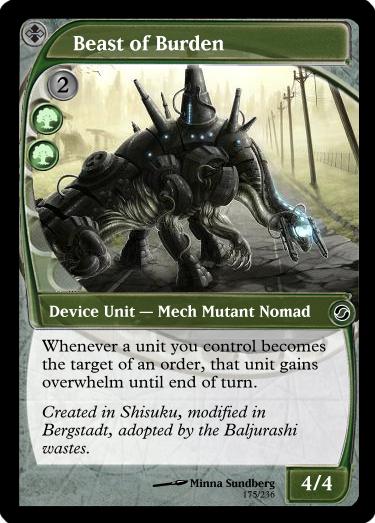 Beast of Burden
2
Device Unit — Mech Mutant Nomad
Whenever a unit you control becomes
the target of an order, that unit gains
overwhelm until end of turn.
Created in Shisuku, modified in
Bergstadt, adopted by the Baljurashi
wastes.
Minna Sundberg
175/236
4/4